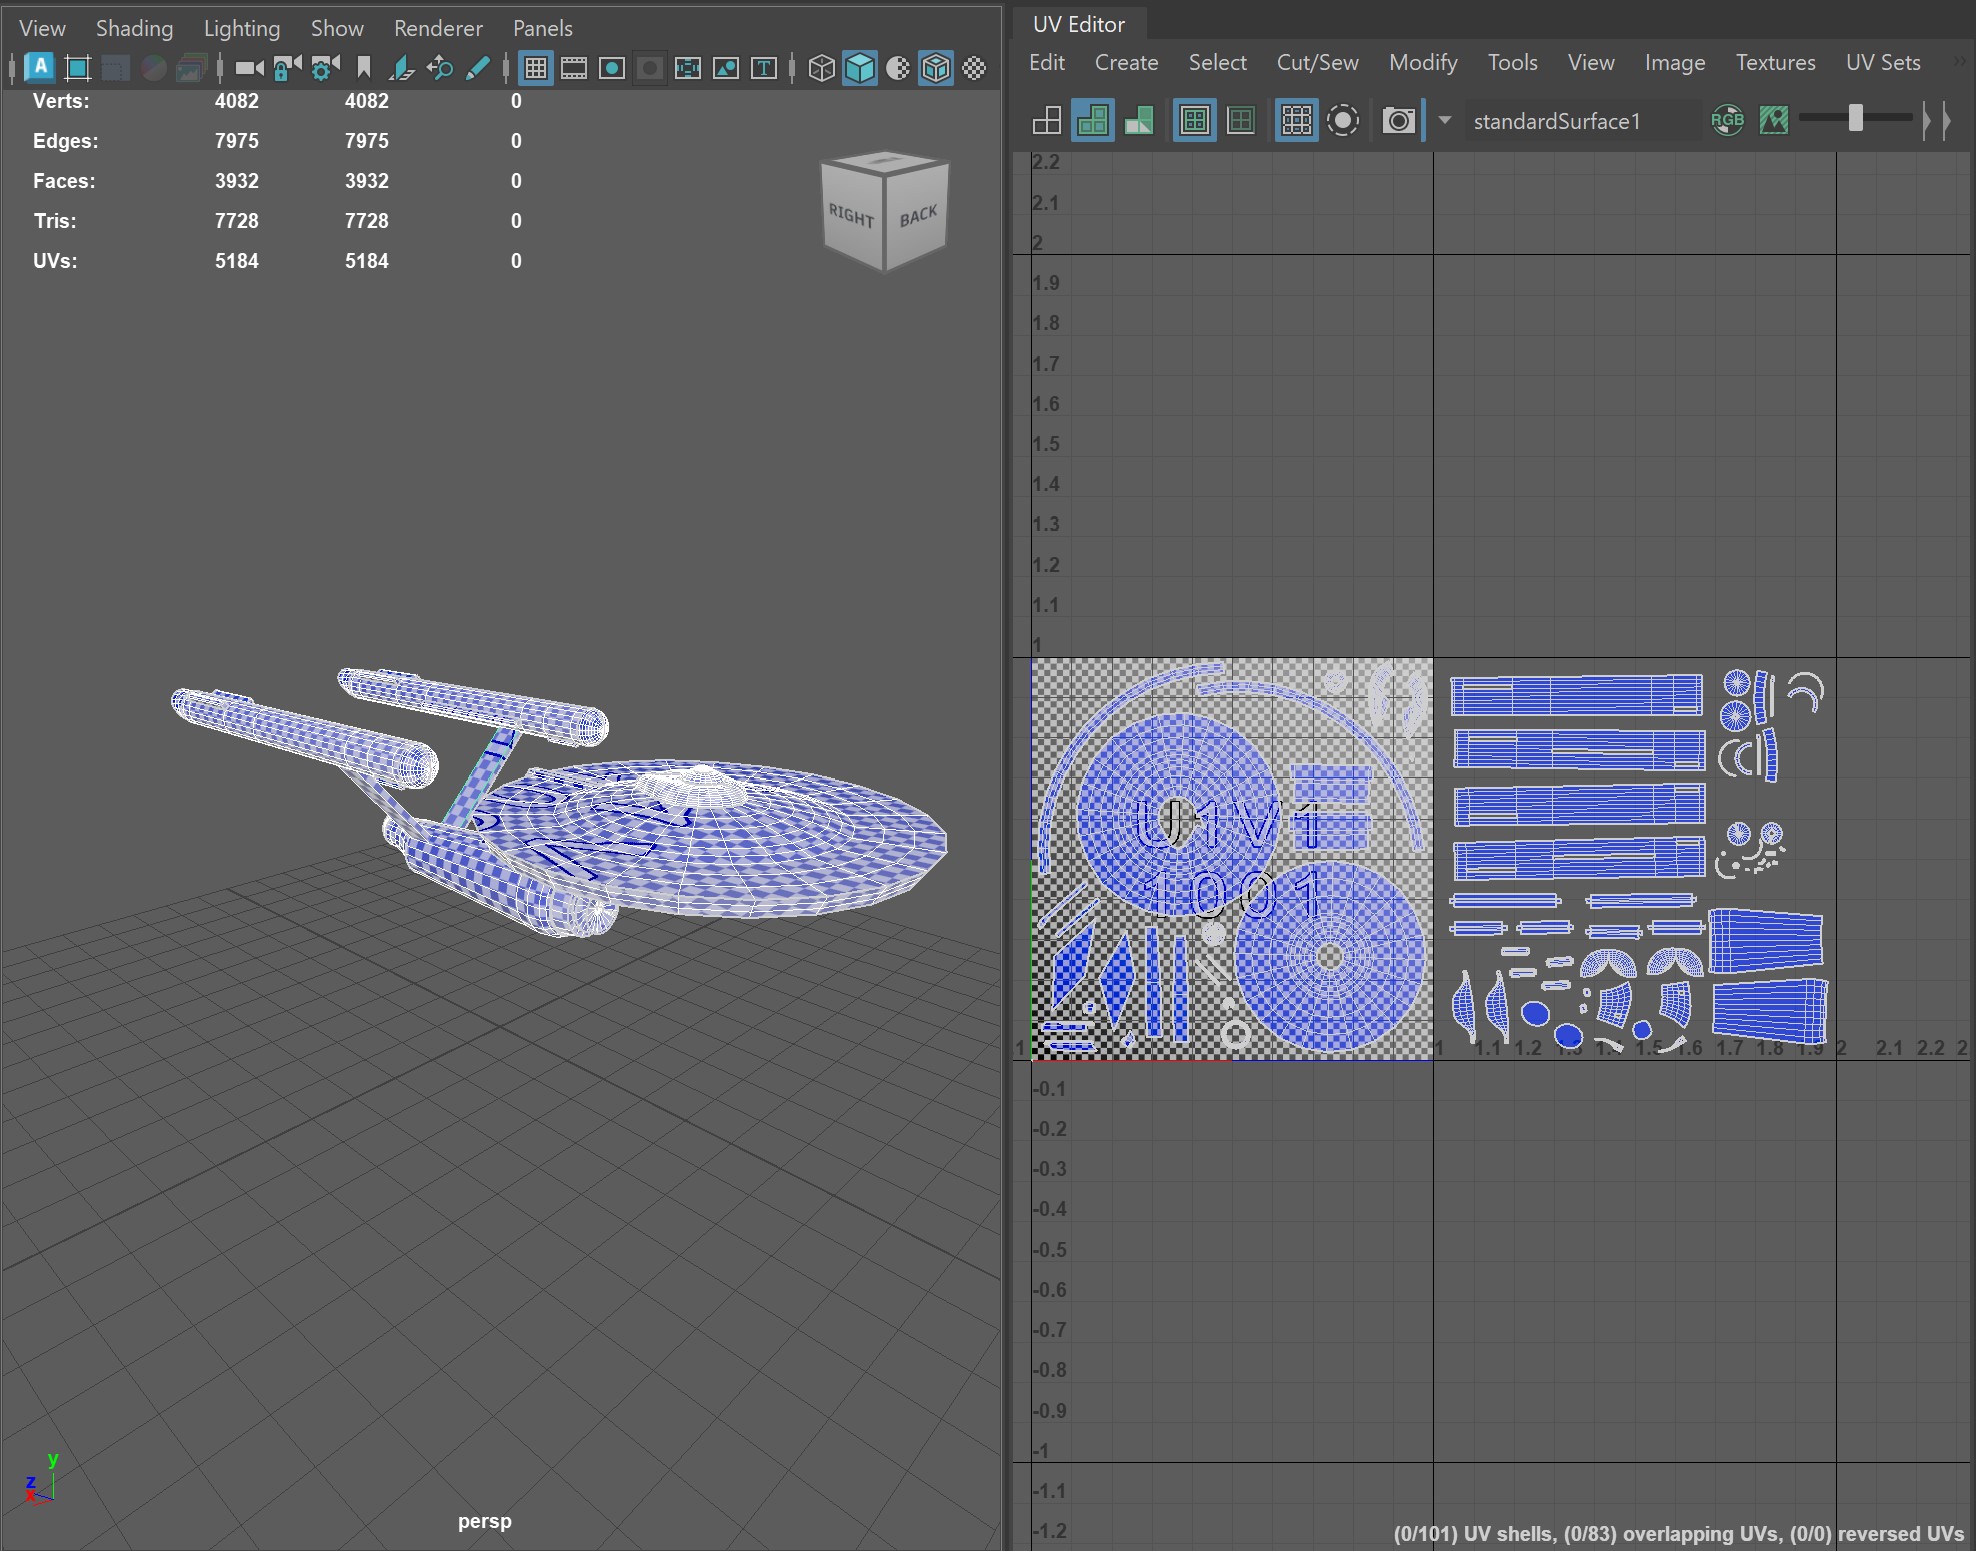 View Shading Lighting Show Renderer Panels
A
T
Verts: 4082 4082 0
Edges: 7975 7975 0
Faces: 3932 3932 0
Tris: 7728 7728 0
UVs: 5184 5184 0
RIGHT BACK
y
z
x
persp
UV Editor
Edit Create Select Cut/Sew Modify Tools View Image Textures UV Sets
standardSurface1 RGB
2.2
2.1
2
1.9
1.8
1.7
1.6
1.5
1.4
1.3
1.2
1.1
1
U1V1
1001
1 1 1.1 1.2 1.3 1.4 1.5 1.6 1.7 1.8 1.9 2 2.1 2.2 2
-0.1
-0.2
-0.3
-0.4
-0.5
-0.6
-0.7
-0.8
-0.9
-1
-1.1
-1.2
(0/101) UV shells, (0/83) overlapping UVs, (0/0) reversed UVs